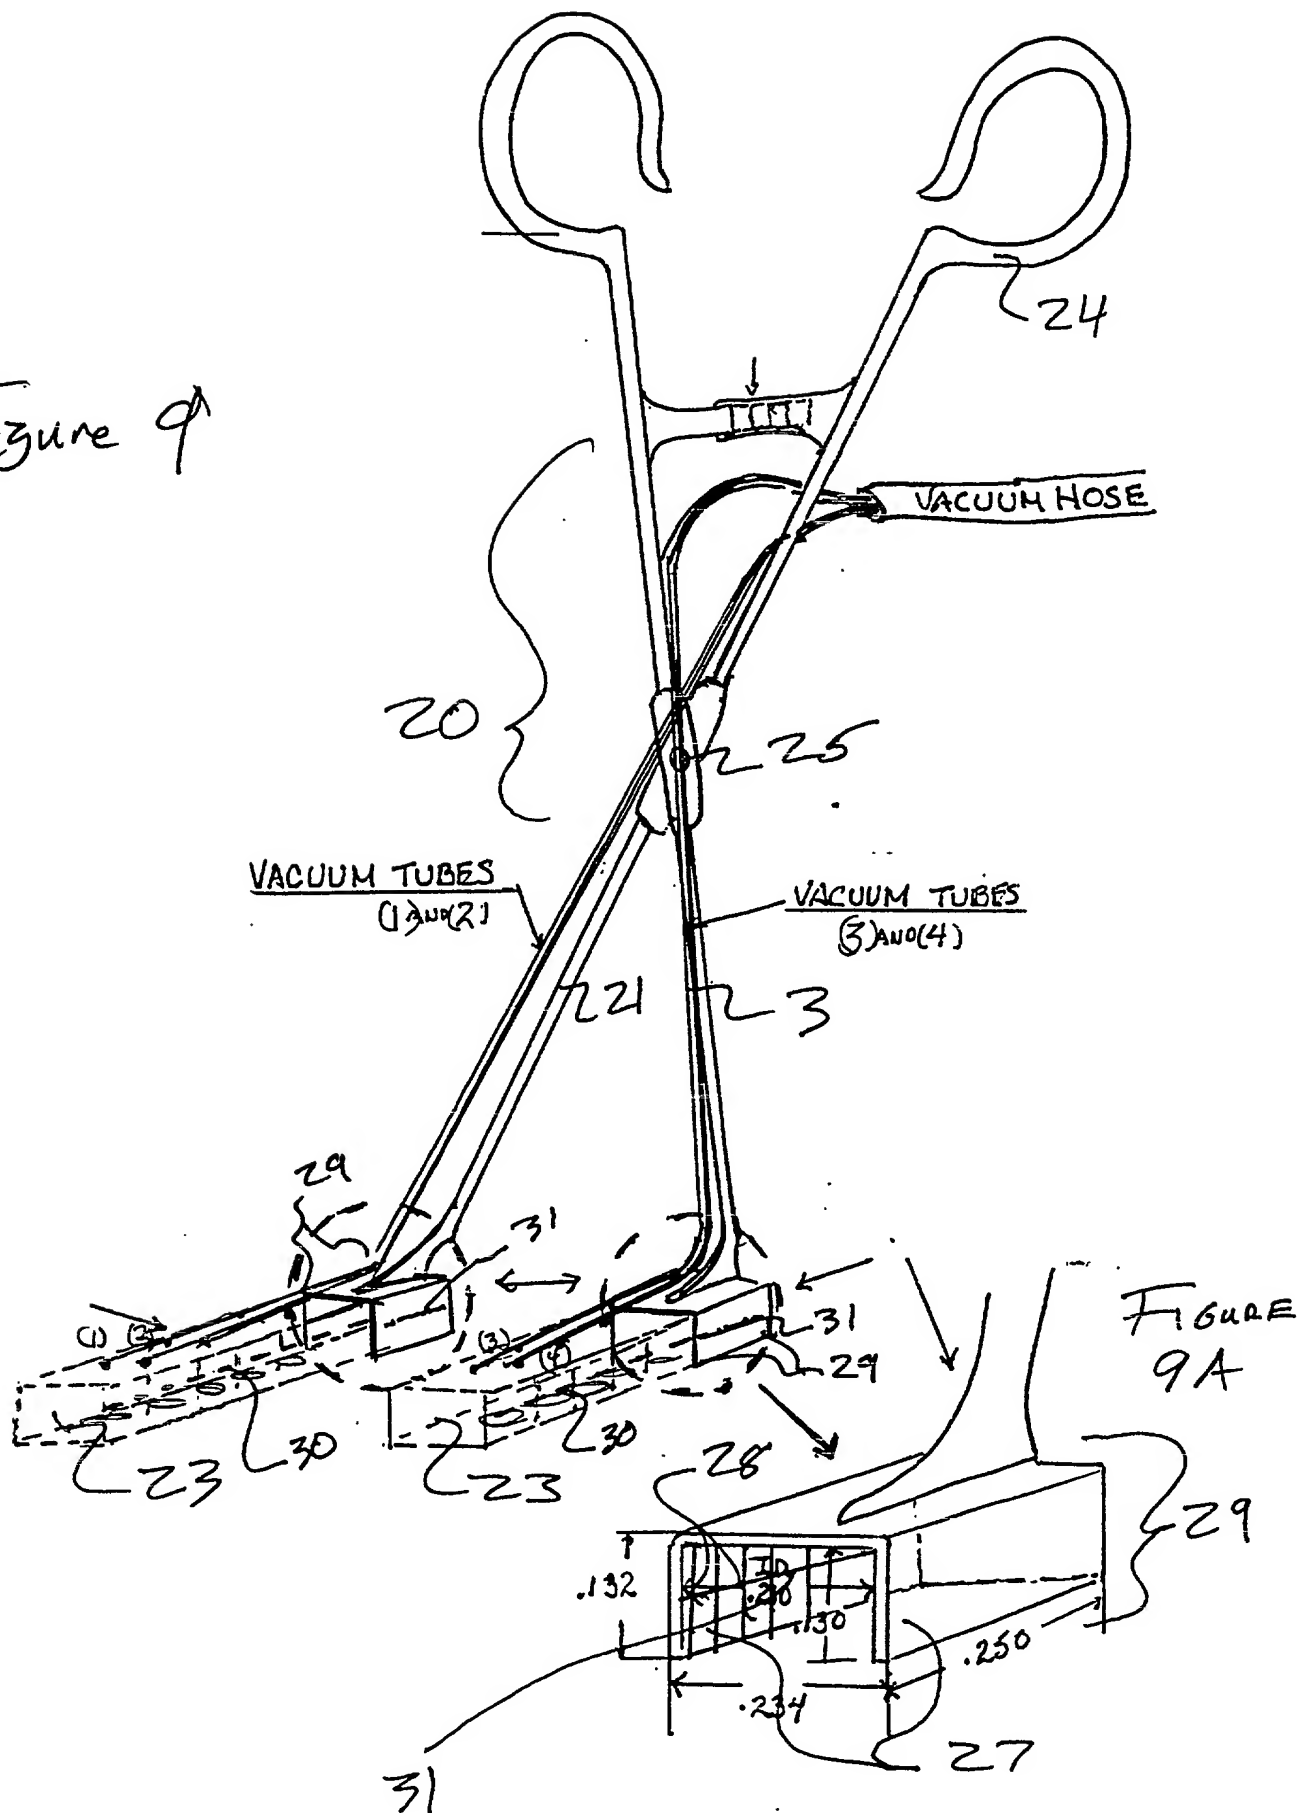 24
Figure 9
VACUUM HOSE
20
25
VACUUM TUBES
(1) AND (2)
VACUUM TUBES
(3) AND (4)
21
3
29
31
(1) (2)
(3)
(4)
31
29
30
30
23
23
FIGURE
9A
28
29
.132
ID
.130
.250
.234
27
31